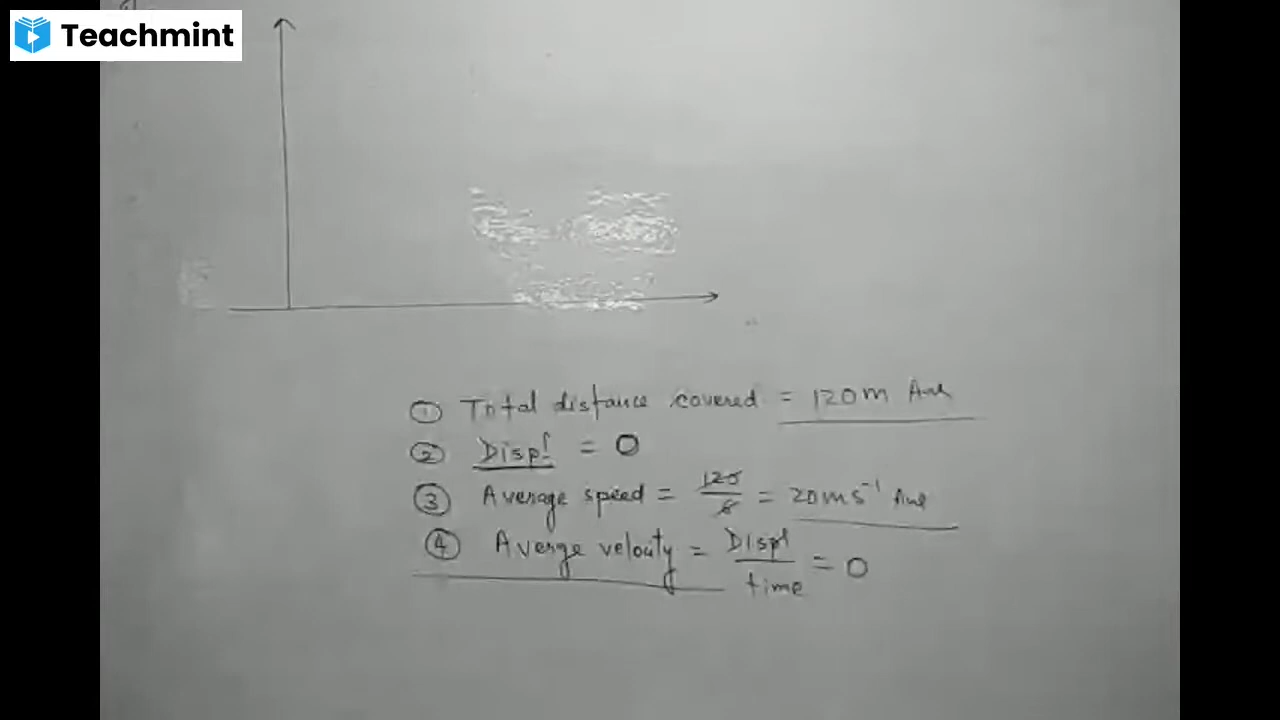 Teachmint
① Total distance covered = 120m Ans
② Displ = 0
③ Average speed = 120/6 = 20ms⁻¹ Ans
④ Averge velocity = Displ/time = 0